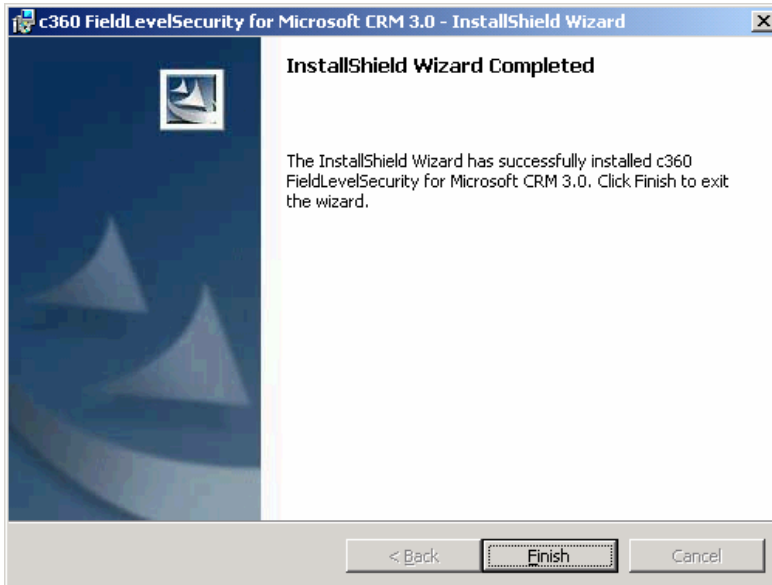 c360 FieldLevelSecurity for Microsoft CRM 3.0 - InstallShield Wizard
InstallShield Wizard Completed
The InstallShield Wizard has successfully installed c360
FieldLevelSecurity for Microsoft CRM 3.0. Click Finish to exit
the wizard.
< Back Finish Cancel